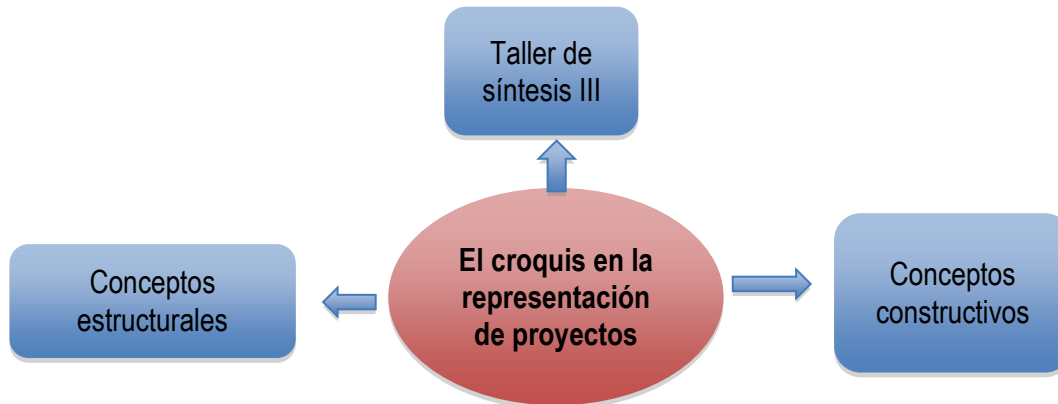 Taller de
síntesis III
El croquis en la
representación
de proyectos
Conceptos
estructurales
Conceptos
constructivos